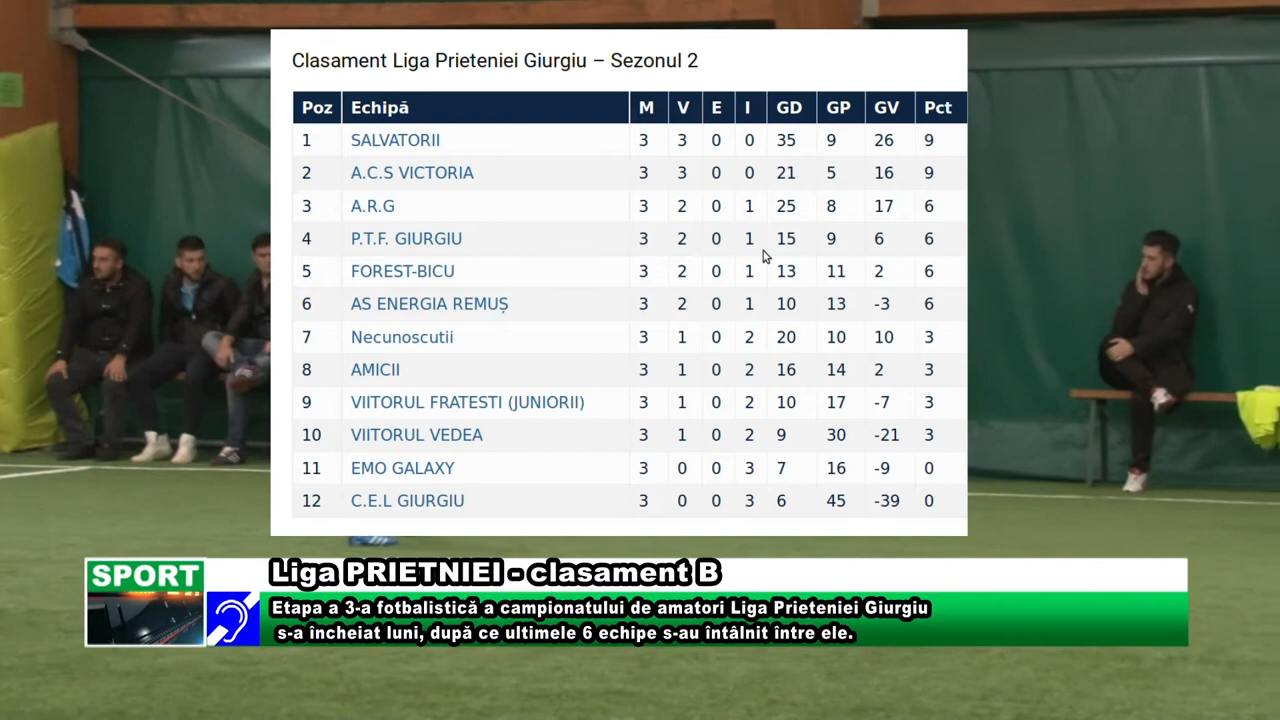 Clasament Liga Prieteniei Giurgiu – Sezonul 2
Poz Echipă M V E I GD GP GV Pct
1 SALVATORII 3 3 0 0 35 9 26 9
2 A.C.S VICTORIA 3 3 0 0 21 5 16 9
3 A.R.G 3 2 0 1 25 8 17 6
4 P.T.F. GIURGIU 3 2 0 1 15 9 6 6
5 FOREST-BICU 3 2 0 1 13 11 2 6
6 AS ENERGIA REMUȘ 3 2 0 1 10 13 -3 6
7 Necunoscutii 3 1 0 2 20 10 10 3
8 AMICII 3 1 0 2 16 14 2 3
9 VIITORUL FRATESTI (JUNIORII) 3 1 0 2 10 17 -7 3
10 VIITORUL VEDEA 3 1 0 2 9 30 -21 3
11 EMO GALAXY 3 0 0 3 7 16 -9 0
12 C.E.L GIURGIU 3 0 0 3 6 45 -39 0
SPORT
Liga PRIETNIEI - clasament B
Etapa a 3-a fotbalistică a campionatului de amatori Liga Prieteniei Giurgiu
s-a încheiat luni, după ce ultimele 6 echipe s-au întâlnit între ele.